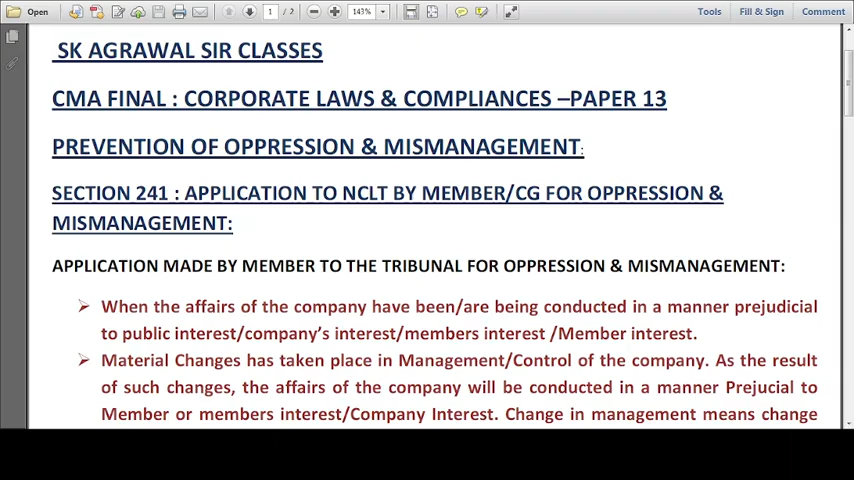 Open
1
/ 2
143%
Tools
Fill & Sign
Comment
SK AGRAWAL SIR CLASSES
CMA FINAL : CORPORATE LAWS & COMPLIANCES –PAPER 13
PREVENTION OF OPPRESSION & MISMANAGEMENT:
SECTION 241 : APPLICATION TO NCLT BY MEMBER/CG FOR OPPRESSION &
MISMANAGEMENT:
APPLICATION MADE BY MEMBER TO THE TRIBUNAL FOR OPPRESSION & MISMANAGEMENT:
When the affairs of the company have been/are being conducted in a manner prejudicial
to public interest/company's interest/members interest /Member interest.
Material Changes has taken place in Management/Control of the company. As the result
of such changes, the affairs of the company will be conducted in a manner Prejucial to
Member or members interest/Company Interest. Change in management means change